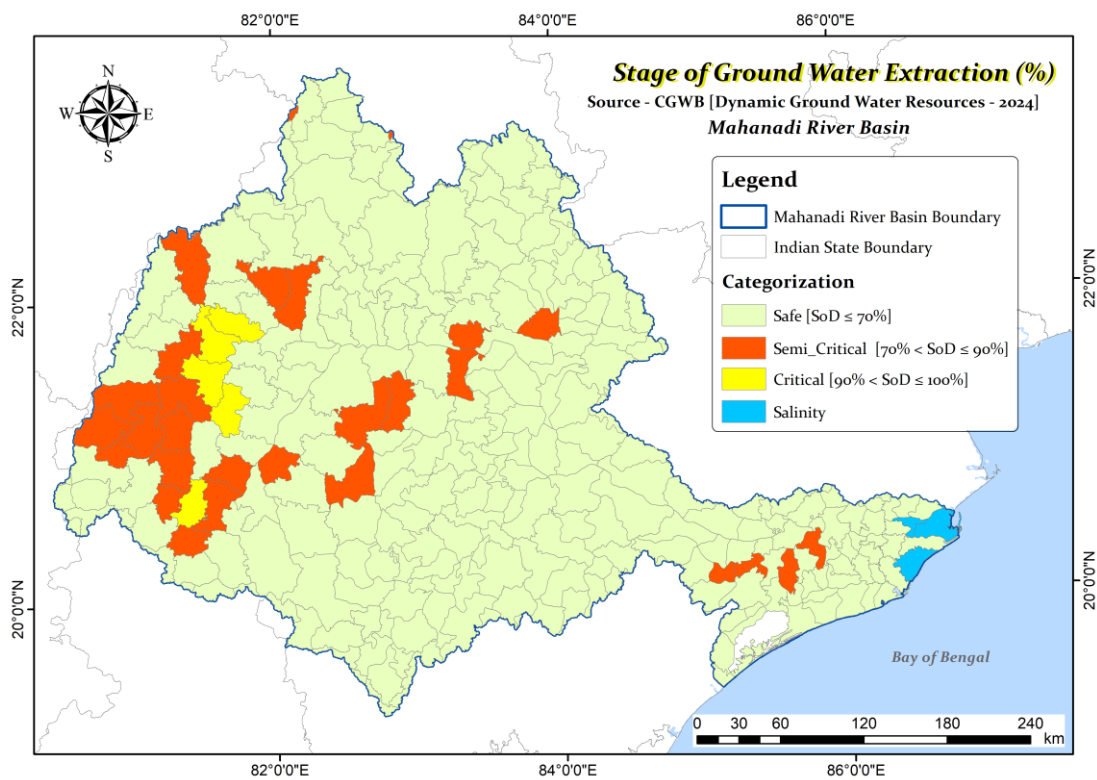 82°0'0"E 84°0'0"E 86°0'0"E
Stage of Ground Water Extraction (%)
Source - CGWB [Dynamic Ground Water Resources - 2024]
Mahanadi River Basin
N
W E
S
Legend
Mahanadi River Basin Boundary
Indian State Boundary
Categorization
Safe [SoD ≤ 70%]
Semi_Critical [70% < SoD ≤ 90%]
Critical [90% < SoD ≤ 100%]
Salinity
22°0'0"N 22°0'0"N
20°0'0"N 20°0'0"N
Bay of Bengal
0 30 60 120 180 240
km
82°0'0"E 84°0'0"E 86°0'0"E